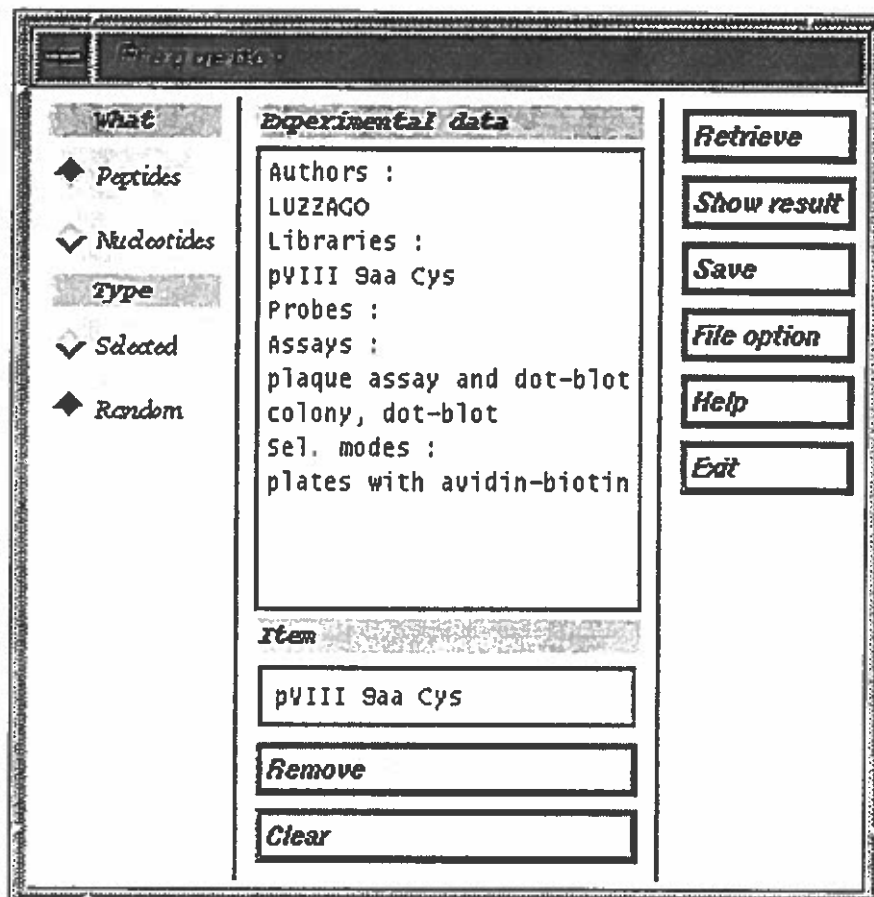 What
Peptides
Nucleotides
Type
Selected
Random
Experimental data
Authors :
LUZZAGO
Libraries :
pVIII 9aa Cys
Probes :
Assays :
plaque assay and dot-blot
colony, dot-blot
Sel. modes :
plates with avidin-biotin
Item
pVIII 9aa Cys
Remove
Clear
Retrieve
Show result
Save
File option
Help
Exit